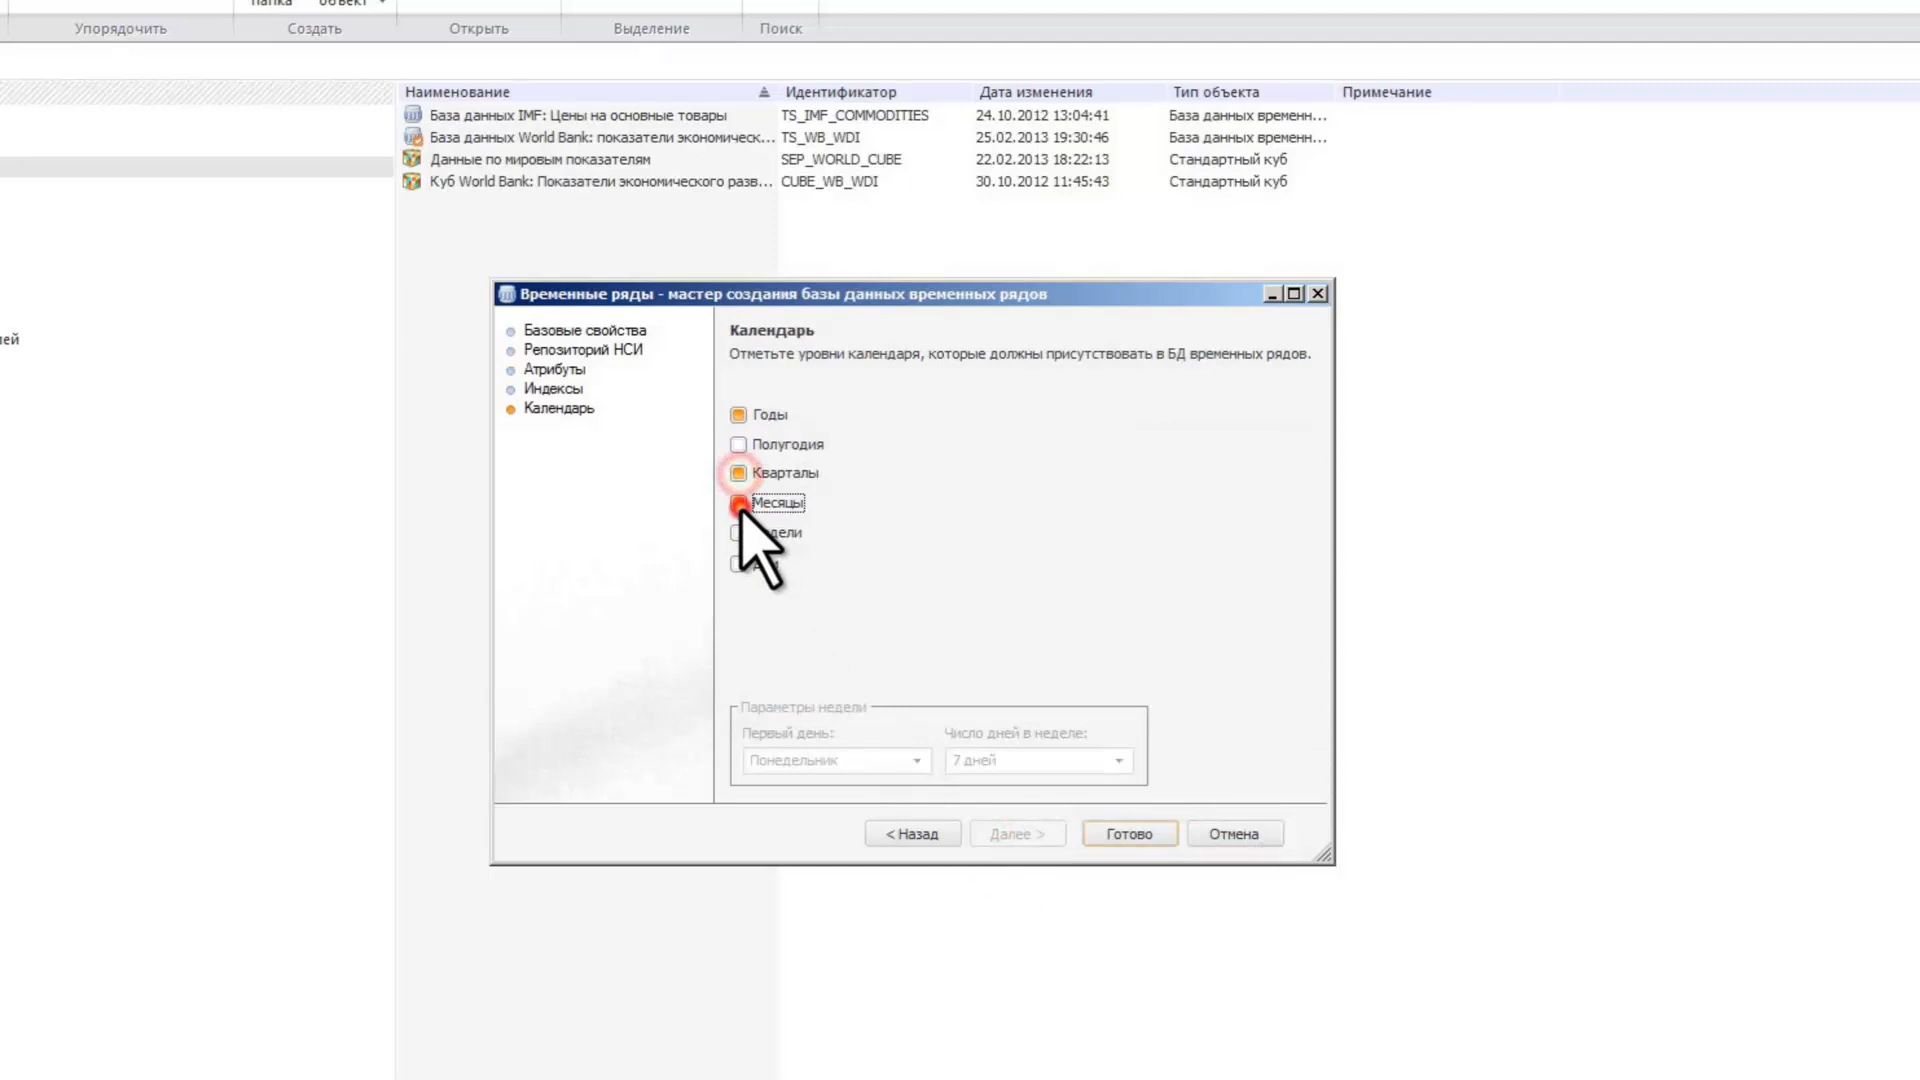 Упорядочить Создать Открыть Выделение Поиск
Наименование Идентификатор Дата изменения Тип объекта Примечание
База данных IMF: Цены на основные товары TS_IMF_COMMODITIES 24.10.2012 13:04:41 База данных временн...
База данных World Bank: показатели экономическ... TS_WB_WDI 25.02.2013 19:30:46 База данных временн...
Данные по мировым показателям SEP_WORLD_CUBE 22.02.2013 18:22:13 Стандартный куб
Куб World Bank: Показатели экономического разв... CUBE_WB_WDI 30.10.2012 11:45:43 Стандартный куб
Временные ряды - мастер создания базы данных временных рядов
Базовые свойства
Репозиторий НСИ
Атрибуты
Индексы
Календарь
Календарь
Отметьте уровни календаря, которые должны присутствовать в БД временных рядов.
Годы
Полугодия
Кварталы
Месяцы
Параметры недели
Первый день: Число дней в неделе:
Понедельник 7 дней
< Назад Далее > Готово Отмена